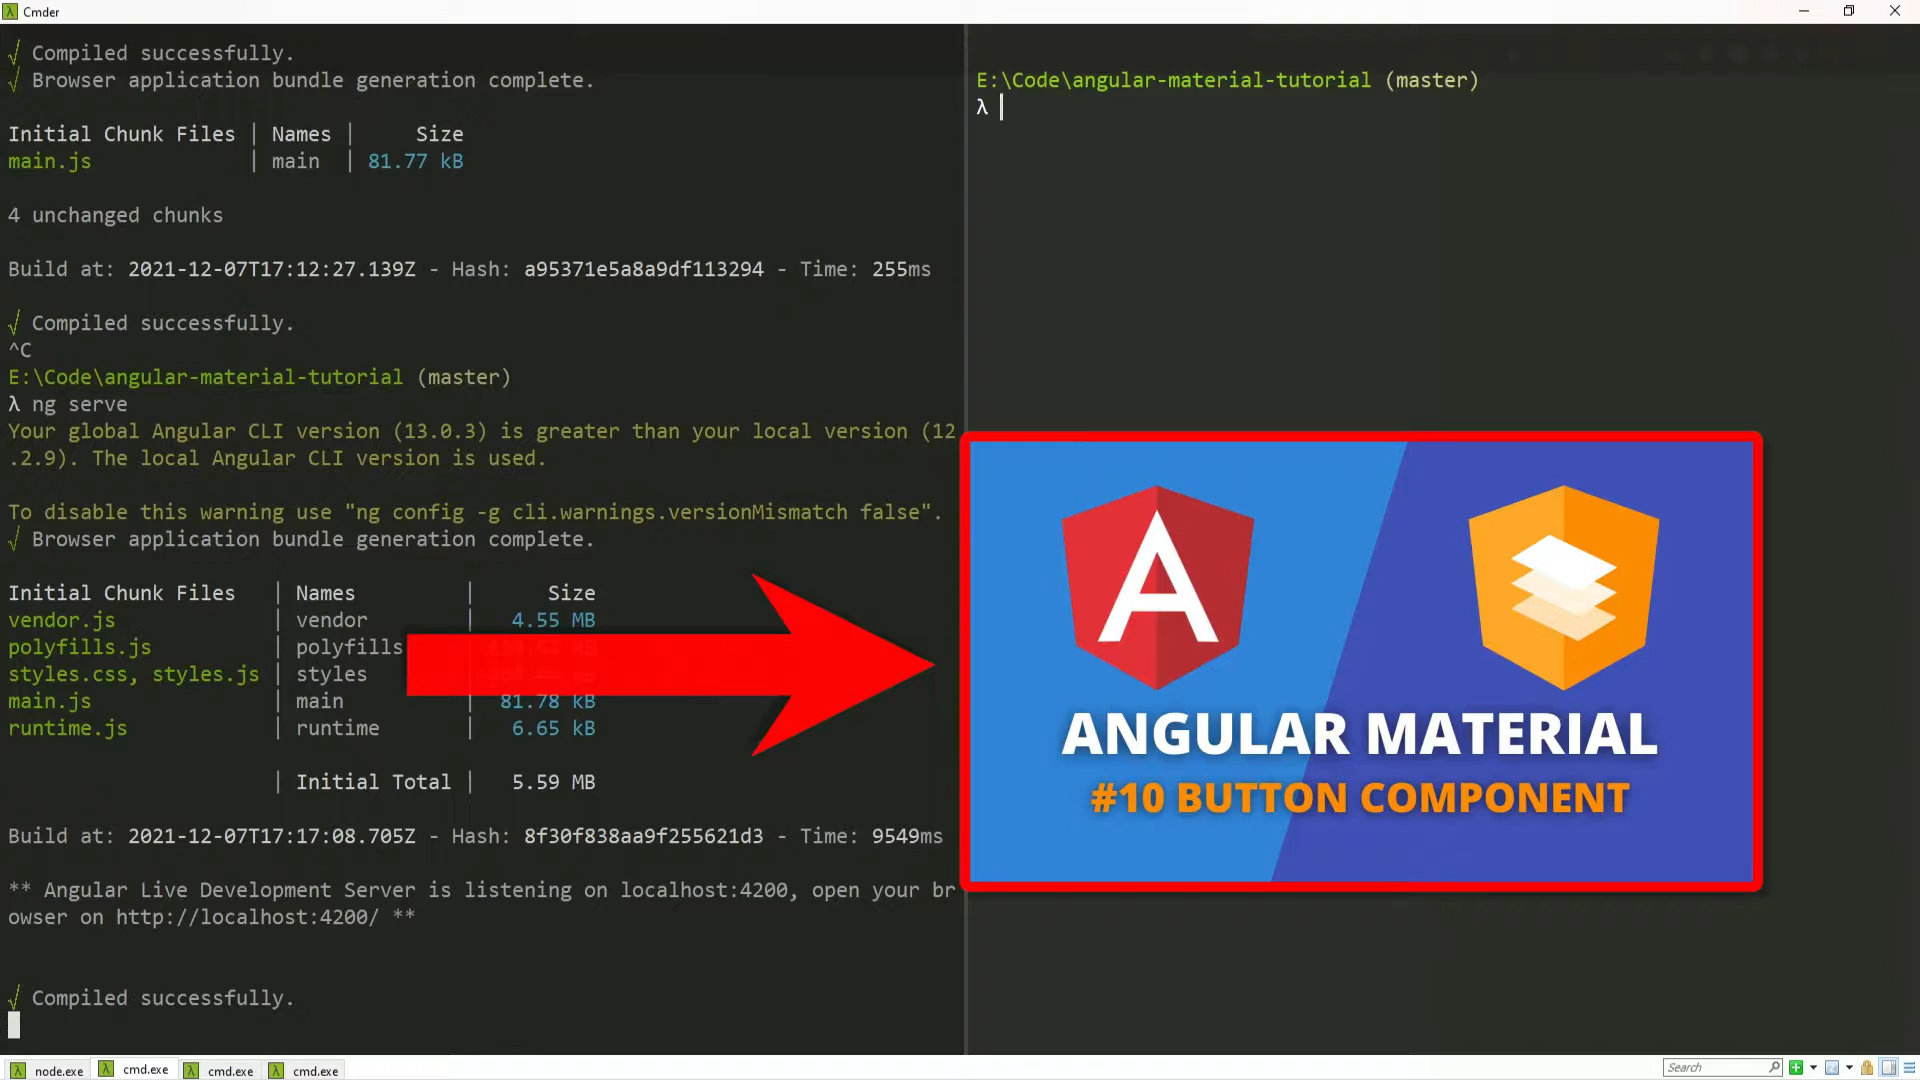 Cmder
√ Compiled successfully.
√ Browser application bundle generation complete.
Initial Chunk Files | Names | Size
main.js | main | 81.77 kB
4 unchanged chunks
Build at: 2021-12-07T17:12:27.139Z - Hash: a95371e5a8a9df113294 - Time: 255ms
√ Compiled successfully.
^C
E:\Code\angular-material-tutorial (master)
λ ng serve
Your global Angular CLI version (13.0.3) is greater than your local version (12
.2.9). The local Angular CLI version is used.
To disable this warning use "ng config -g cli.warnings.versionMismatch false".
√ Browser application bundle generation complete.
Initial Chunk Files | Names | Size
vendor.js | vendor | 4.55 MB
polyfills.js | polyfills
styles.css, styles.js | styles
main.js | main | 81.78 kB
runtime.js | runtime | 6.65 kB
| Initial Total | 5.59 MB
Build at: 2021-12-07T17:17:08.705Z - Hash: 8f30f838aa9f255621d3 - Time: 9549ms
** Angular Live Development Server is listening on localhost:4200, open your br
owser on http://localhost:4200/ **
√ Compiled successfully.
E:\Code\angular-material-tutorial (master)
λ
A
ANGULAR MATERIAL
#10 BUTTON COMPONENT
node.exe
cmd.exe
cmd.exe
cmd.exe
Search